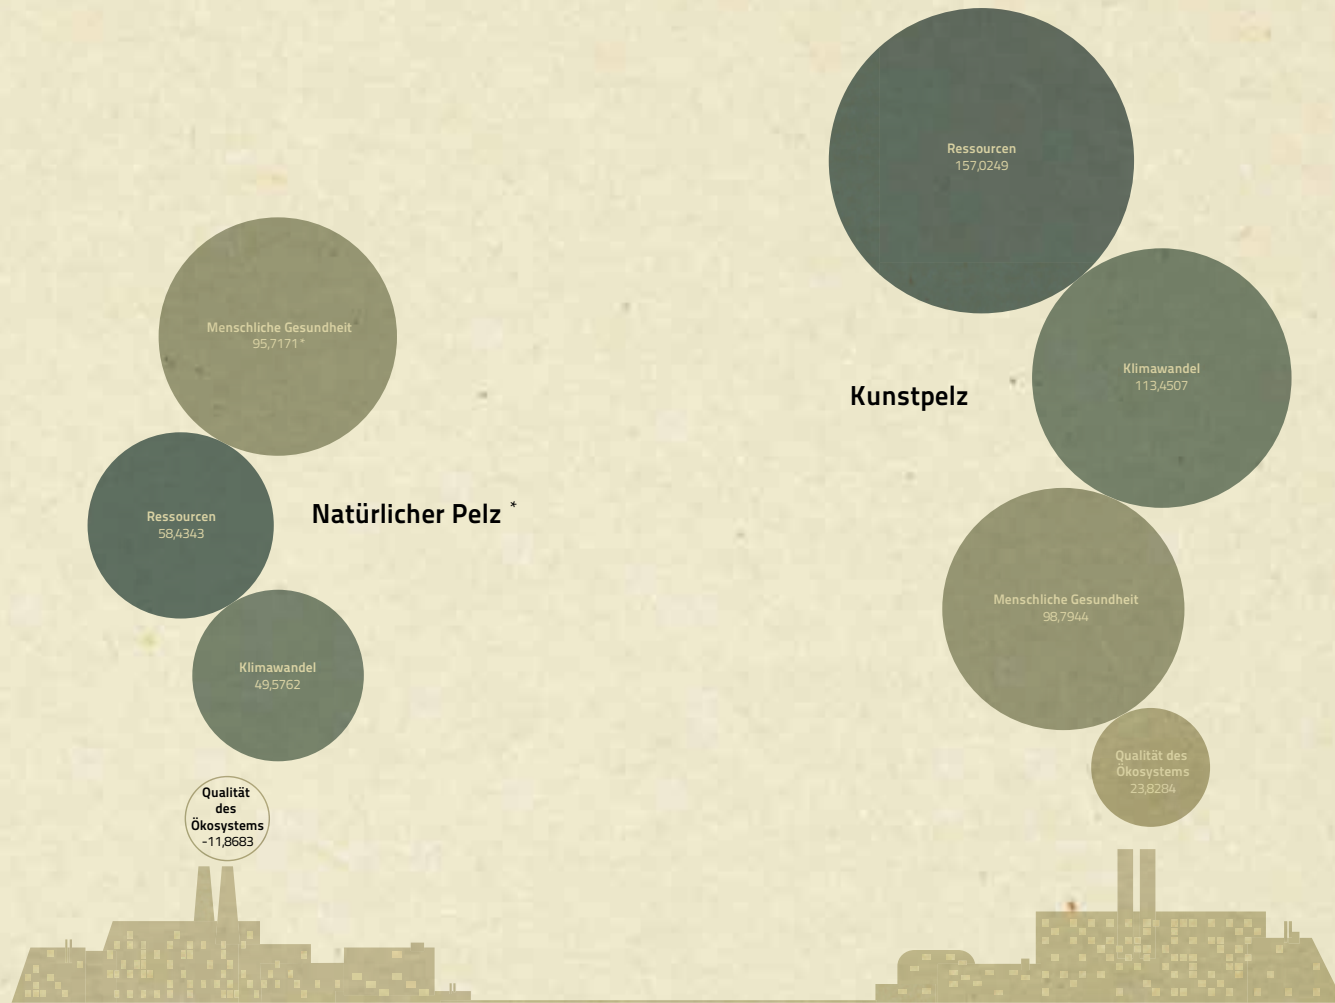 Menschliche Gesundheit
95,7171*
Ressourcen
58,4343
Natürlicher Pelz *
Klimawandel
49,5762
Qualität
des
Ökosystems
-11,8683
Ressourcen
157,0249
Klimawandel
113,4507
Kunstpelz
Menschliche Gesundheit
98,7944
Qualität des
Ökosystems
23,8284